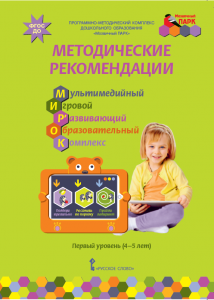 ФГОС
ДО
ПРОГРАММНО-МЕТОДИЧЕСКИЙ КОМПЛЕКС
ДОШКОЛЬНОГО ОБРАЗОВАНИЯ
«Мозаичный ПАРК»
Мозаичный
ПАРК
МЕТОДИЧЕСКИЕ
РЕКОМЕНДАЦИИ
Мультимедийный
Игровой
Развивающий
Образовательный
Комплекс
Первый уровень (4–5 лет)
«РУССКОЕ СЛОВО»